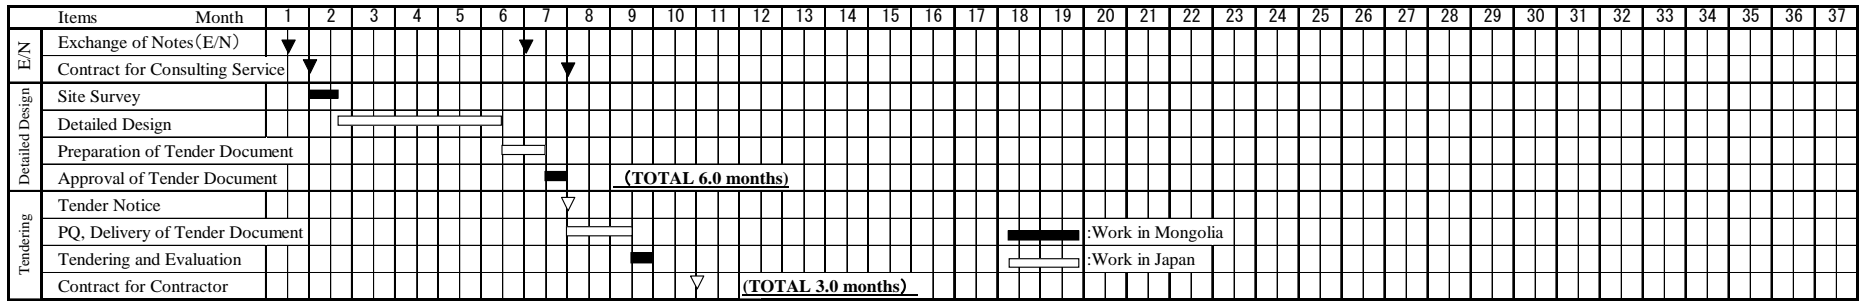 Items Month 1 2 3 4 5 6 7 8 9 10 11 12 13 14 15 16 17 18 19 20 21 22 23 24 25 26 27 28 29 30 31 32 33 34 35 36 37
E/N
Exchange of Notes(E/N)
Contract for Consulting Service
Detailed Design
Site Survey
Detailed Design
Preparation of Tender Document
Approval of Tender Document (TOTAL 6.0 months)
Tendering
Tender Notice
PQ, Delivery of Tender Document :Work in Mongolia
Tendering and Evaluation :Work in Japan
Contract for Contractor (TOTAL 3.0 months)